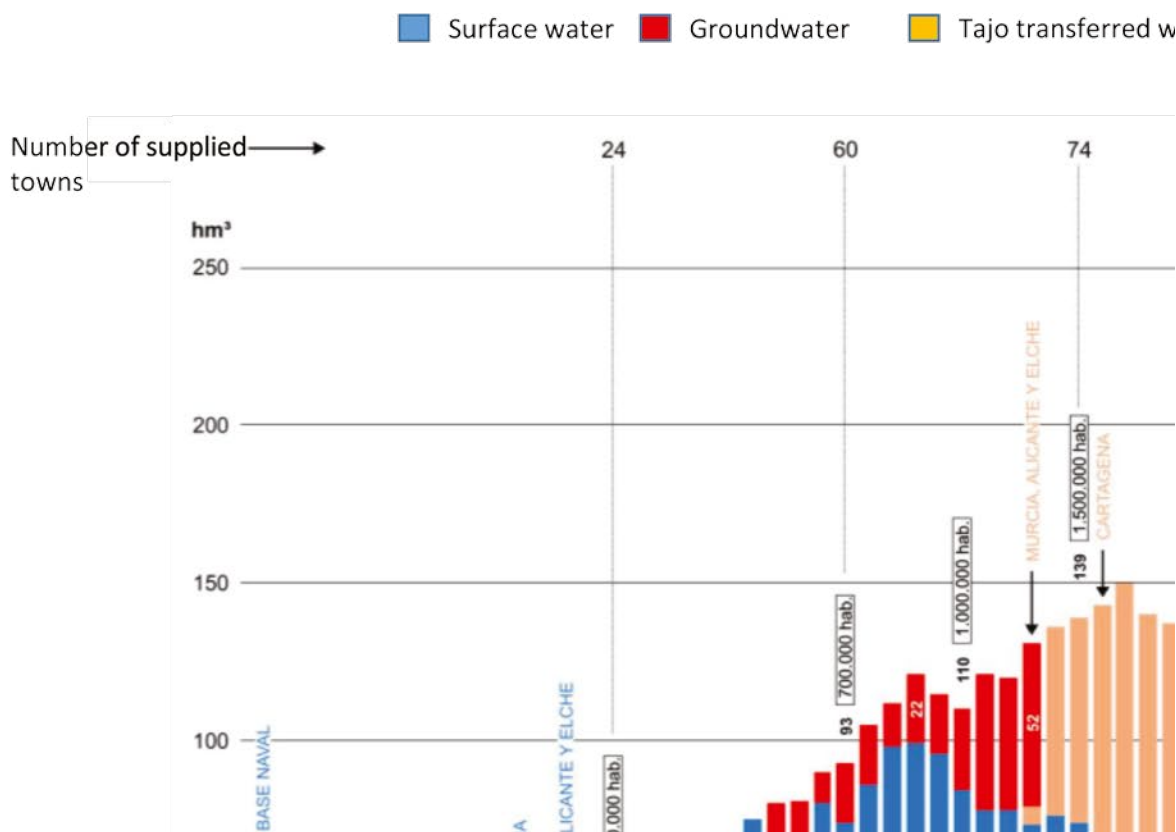 Surface water
Groundwater
Tajo transferred
Number of supplied
towns
24
60
74
hm³
250
200
150
100
BASE NAVAL
Y ELCHE
93
700.000 hab.
22
110
1.000.000 hab.
52
MURCIA, ALICANTE Y ELCHE
139
1.500.000 hab.
CARTAGENA